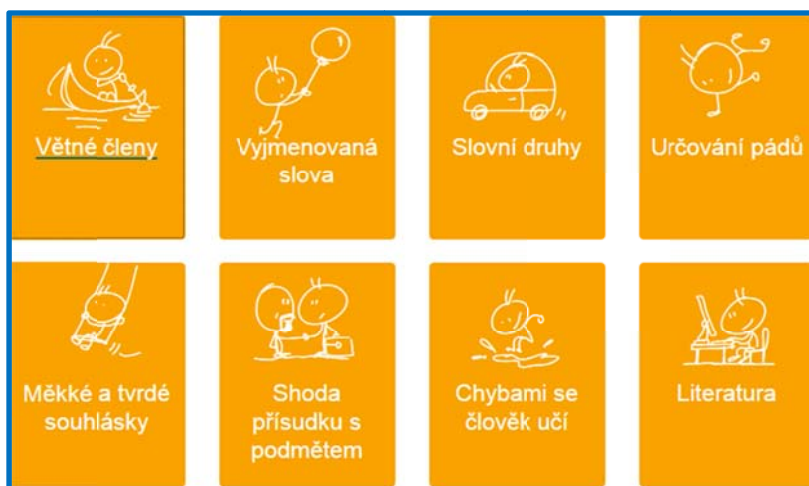 Větné členy
Vyjmenovaná
slova
Slovní druhy
Určování pádů
Měkké a tvrdé
souhlásky
Shoda
přísudku s
podmětem
Chybami se
člověk učí
Literatura